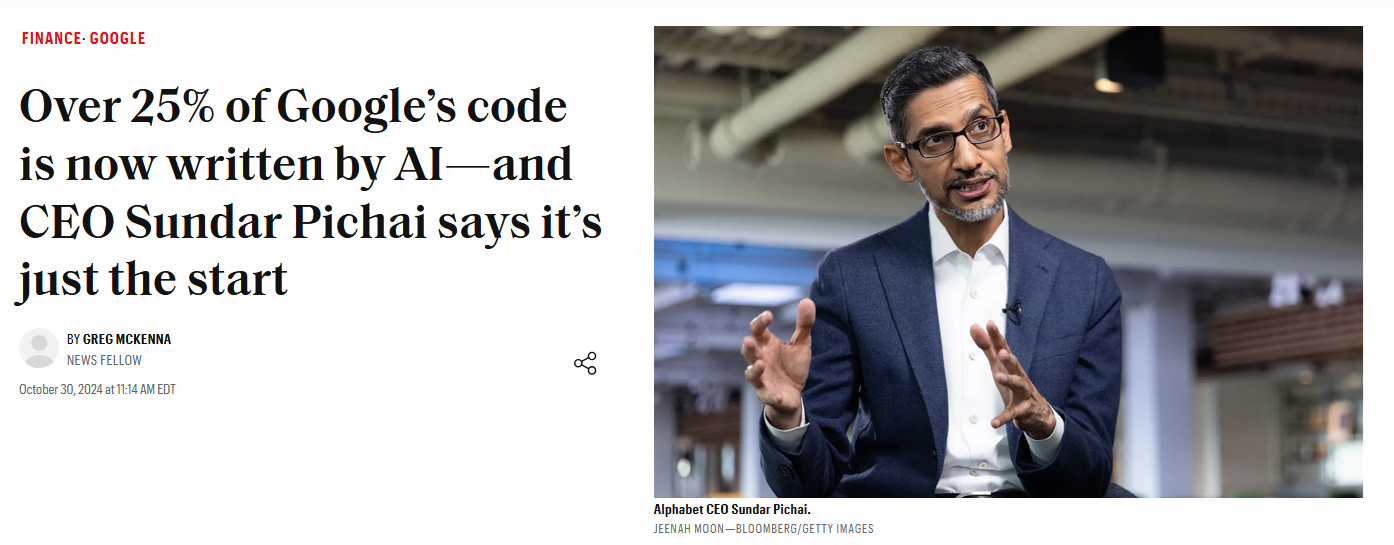 FINANCE· GOOGLE
Over 25% of Google’s code
is now written by AI—and
CEO Sundar Pichai says it’s
just the start
BY GREG MCKENNA
NEWS FELLOW
October 30, 2024 at 11:14 AM EDT
Alphabet CEO Sundar Pichai.
JEENAH MOON—BLOOMBERG/GETTY IMAGES